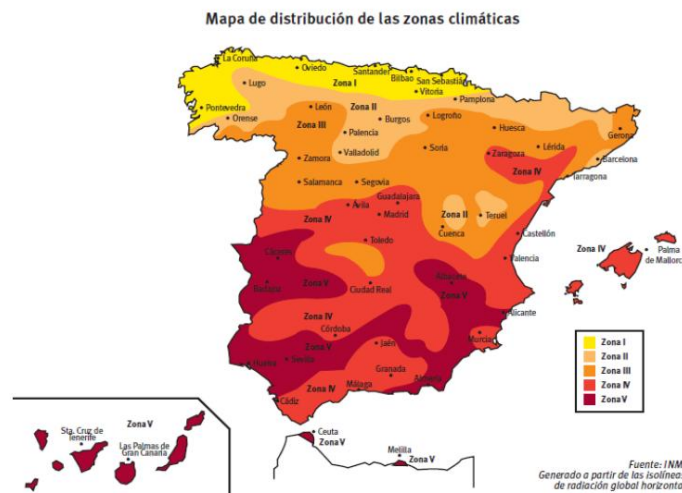 Mapa de distribución de las zonas climáticas
La Coruña
Oviedo
Santander
Bilbao
San Sebastián
Lugo
Zona I
Vitoria
Pontevedra
León
Zona II
Pamplona
Orense
Burgos
Logroño
Zona III
Palencia
Huesca
Gerona
Valladolid
Soria
Zaragoza
Lérida
Zamora
Barcelona
Zona IV
Tarragona
Salamanca
Segovia
Guadalajara
Ávila
Madrid
Zona II
Teruel
Zona IV
Cuenca
Castellón
Toledo
Zona IV
Palma
de Mallorc
Cáceres
Valencia
Badajoz
Zona V
Ciudad Real
Albacete
Zona V
Alicante
Zona IV
Córdoba
Murcia
Zona V
Jaén
Huelva
Sevilla
Granada
Almería
Zona IV
Málaga
Cádiz
Zona I
Zona II
Zona III
Zona IV
Zona V
Zona V
Sta. Cruz de
Tenerife
Las Palmas de
Gran Canaria
Ceuta
Zona V
Melilla
Zona V
Fuente: INM
Generado a partir de las isolíneas
de radiación global horizonta